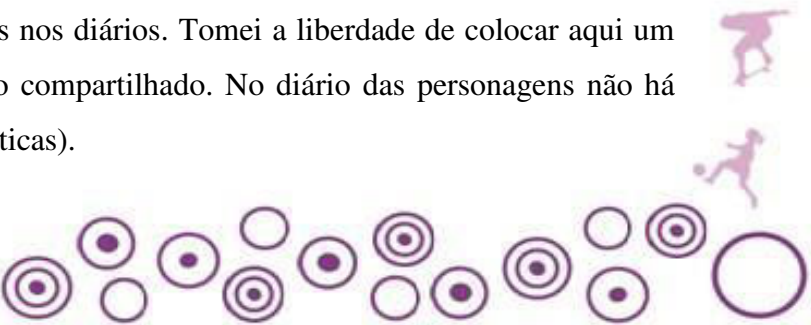 s nos diários. Tomei a liberdade de colocar aqui um
o compartilhado. No diário das personagens não há
ticas).